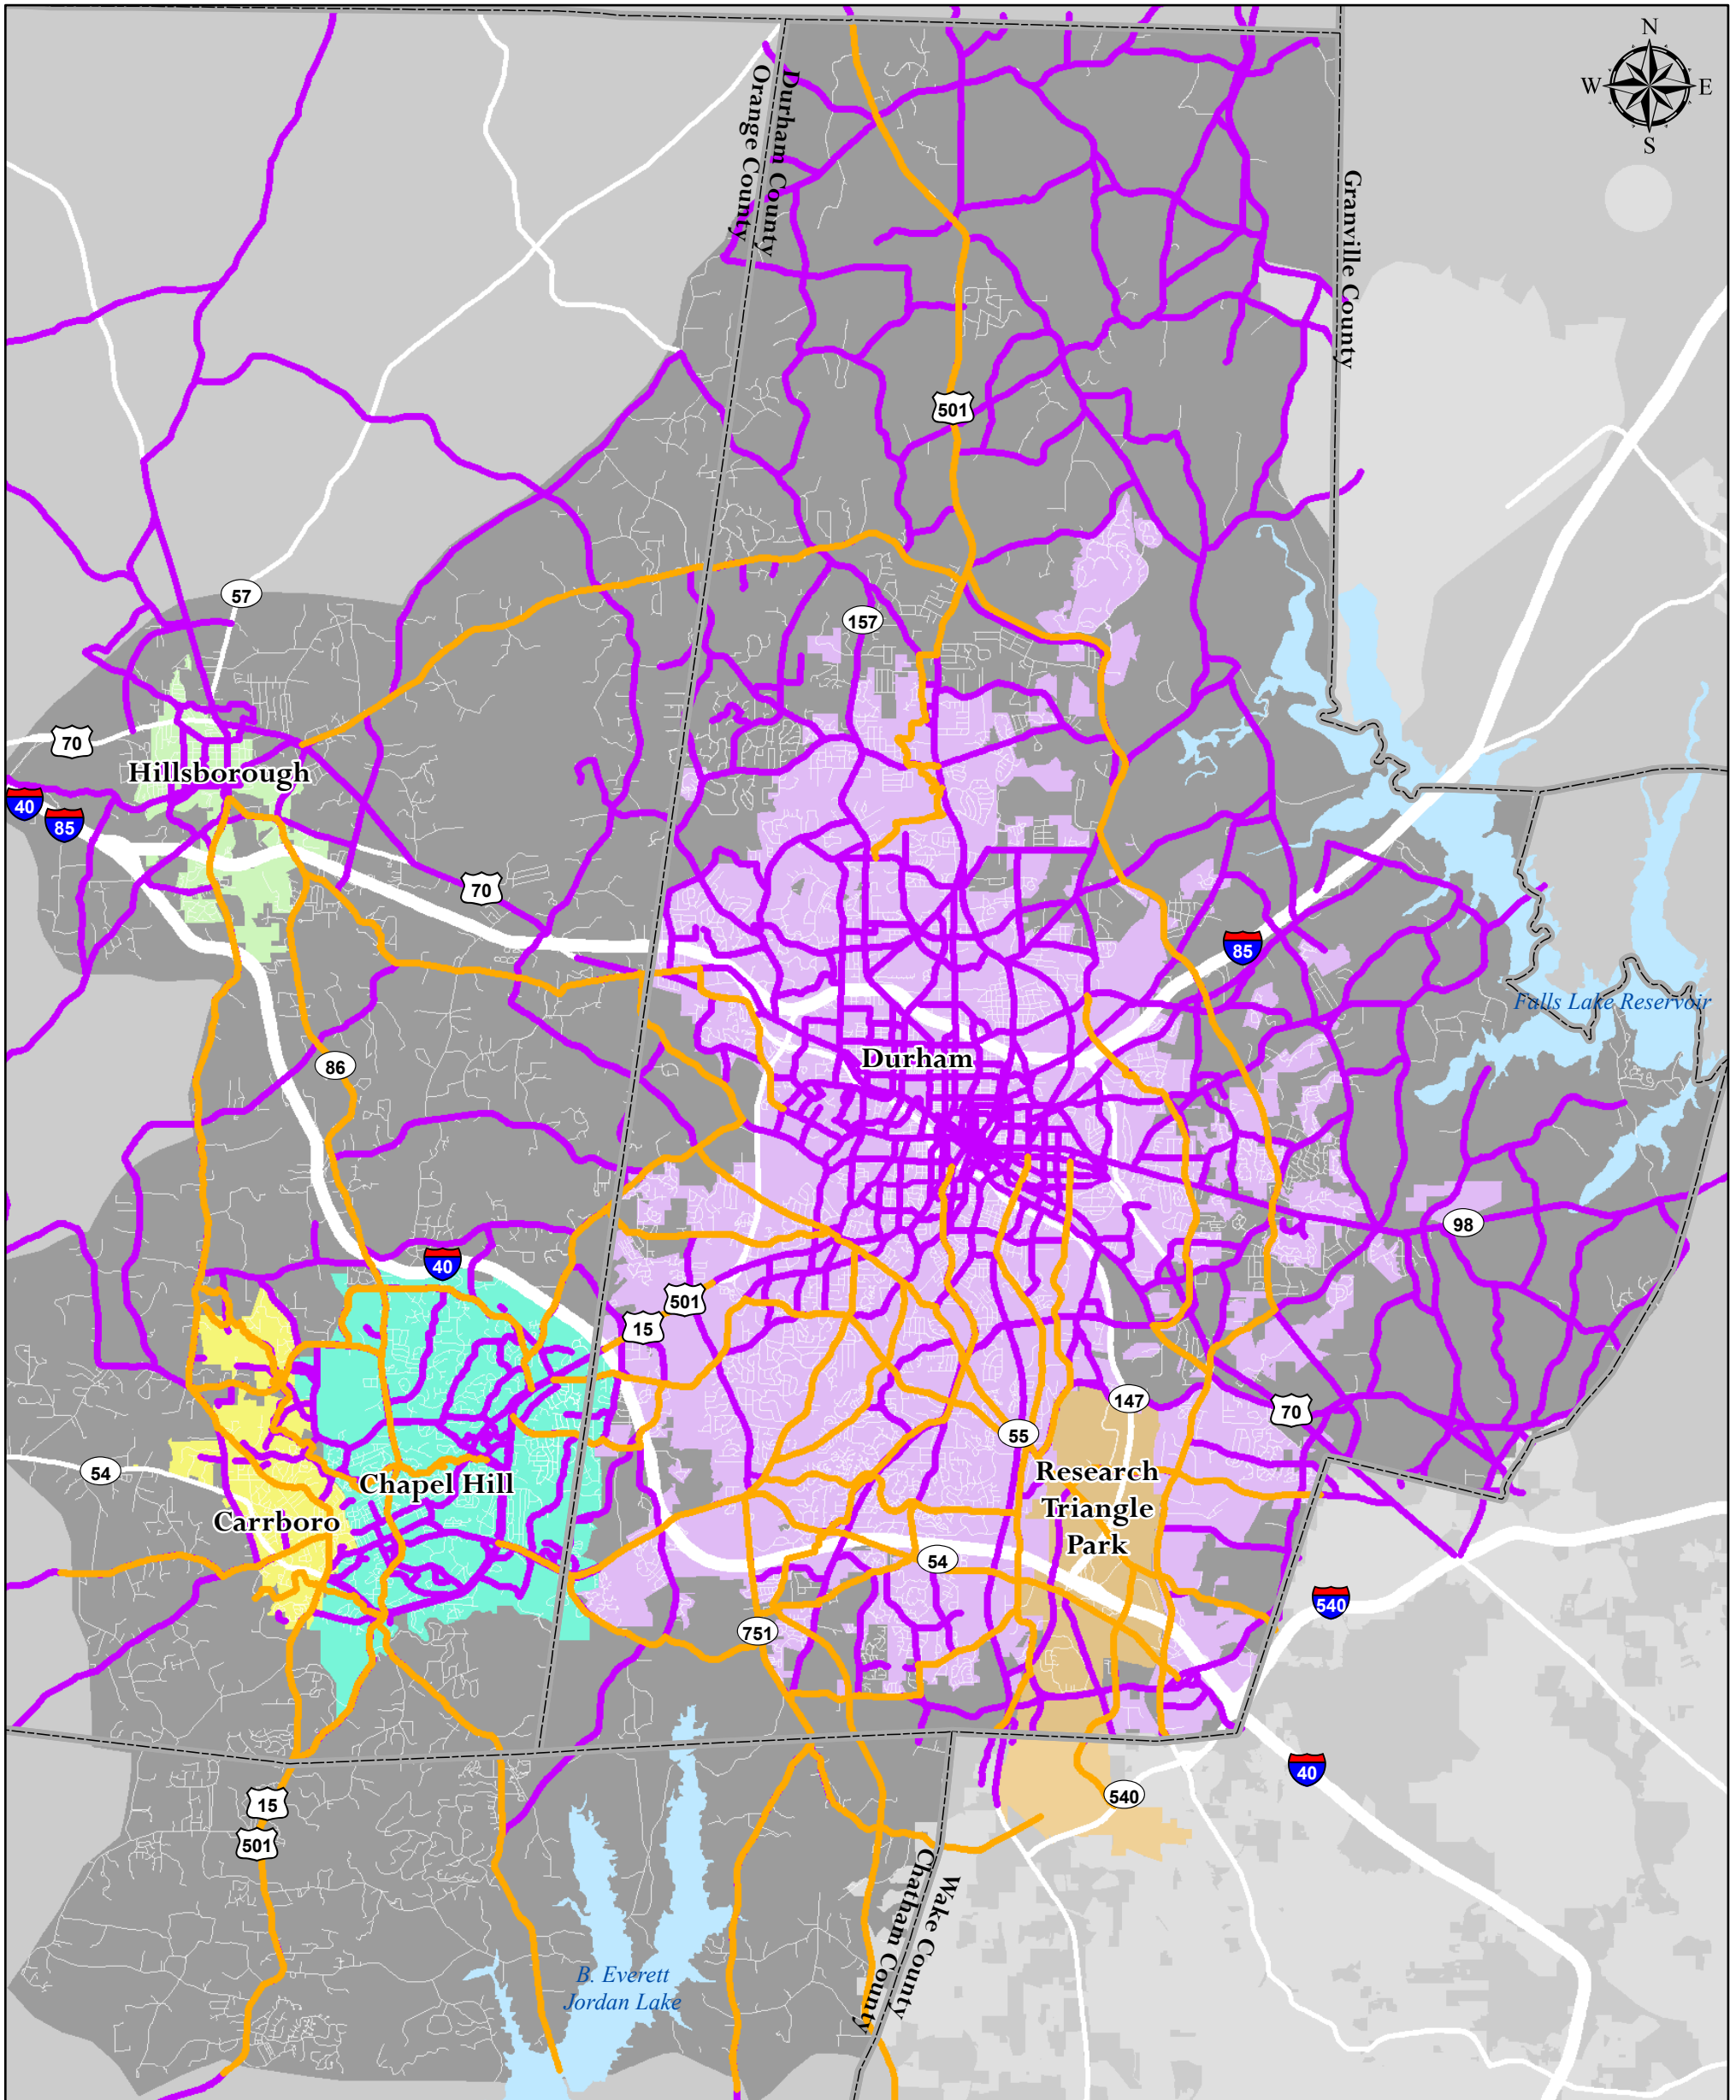 N
W
E
S
Orange County
Durham County
Granville County
501
57
157
70
Hillsborough
40
85
70
85
Falls Lake Reservoir
Durham
86
98
40
501
15
147
70
55
54
Research
Triangle
Park
Chapel Hill
Carrboro
54
540
751
40
15
540
501
Chatham County
Wake County
B. Everett
Jordan Lake